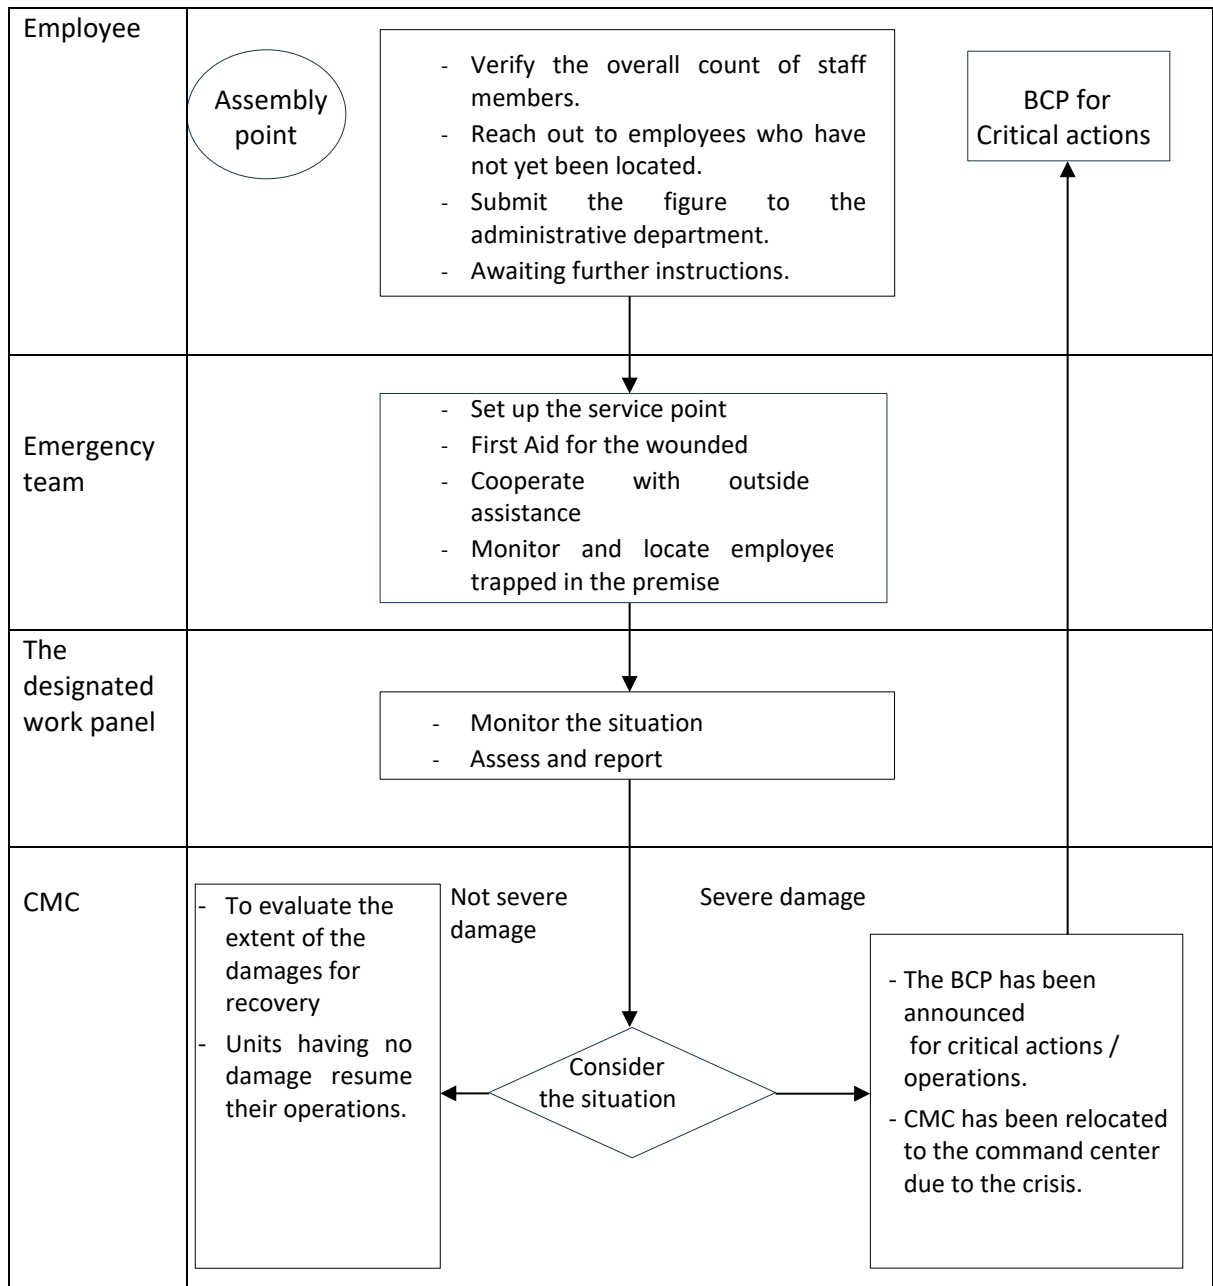 Employee
Assembly
point
- Verify the overall count of staff
members.
- Reach out to employees who have
not yet been located.
- Submit the figure to the
administrative department.
- Awaiting further instructions.
BCP for
Critical actions
Emergency
team
- Set up the service point
- First Aid for the wounded
- Cooperate with outside
assistance
- Monitor and locate employee
trapped in the premise
The
designated
work panel
- Monitor the situation
- Assess and report
CMC
- To evaluate the
extent of the
damages for
recovery
- Units having no
damage resume
their operations.
Not severe
damage
Consider
the situation
Severe damage
- The BCP has been
announced
for critical actions /
operations.
- CMC has been relocated
to the command center
due to the crisis.